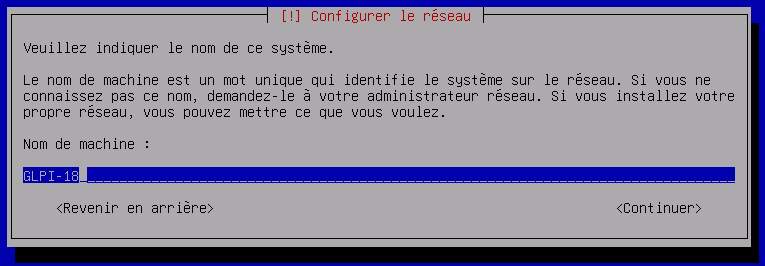 [!] Configurer le réseau
Veuillez indiquer le nom de ce système.
Le nom de machine est un mot unique qui identifie le système sur le réseau. Si vous ne
connaissez pas ce nom, demandez-le à votre administrateur réseau. Si vous installez votre
propre réseau, vous pouvez mettre ce que vous voulez.
Nom de machine :
GLPI-18
<Revenir en arrière> <Continuer>